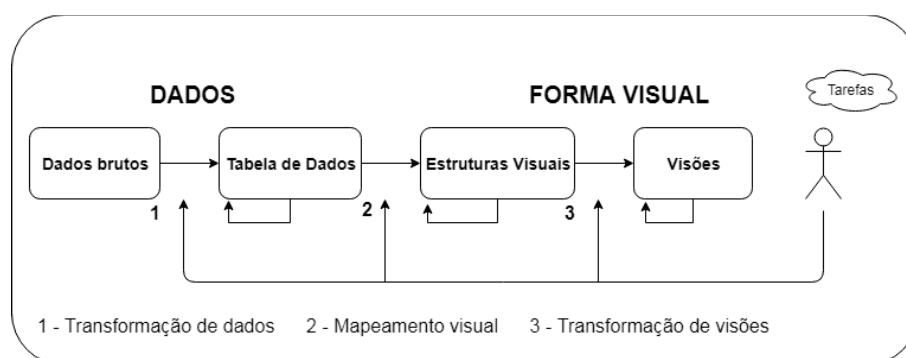 DADOS
FORMA VISUAL
Tarefas
Dados brutos
Tabela de Dados
Estruturas Visuais
Visões
1
2
3
1 - Transformação de dados
2 - Mapeamento visual
3 - Transformação de visões